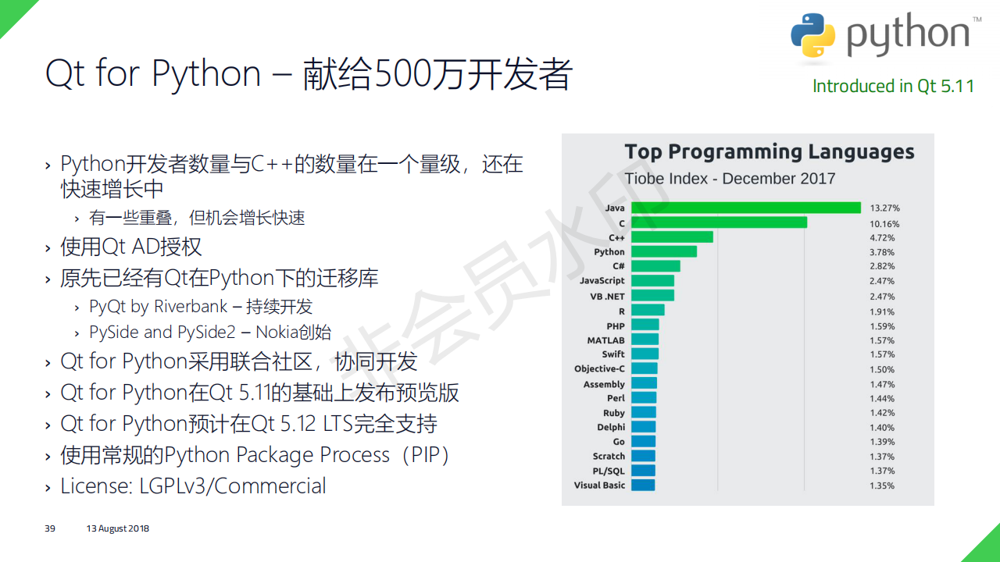 python™
Qt for Python – 献给500万开发者
Introduced in Qt 5.11
› Python开发者数量与C++的数量在一个量级，还在
快速增长中
› 有一些重叠，但机会增长快速
› 使用Qt AD授权
› 原先已经有Qt在Python下的迁移库
› PyQt by Riverbank – 持续开发
› PySide and PySide2 – Nokia创始
› Qt for Python采用联合社区，协同开发
› Qt for Python在Qt 5.11的基础上发布预览版
› Qt for Python预计在Qt 5.12 LTS完全支持
› 使用常规的Python Package Process（PIP）
› License: LGPLv3/Commercial
Top Programming Languages
Tiobe Index - December 2017
Java 13.27%
C 10.16%
C++ 4.72%
Python 3.78%
C# 2.82%
JavaScript 2.47%
VB .NET 2.47%
R 1.91%
PHP 1.59%
MATLAB 1.57%
Swift 1.57%
Objective-C 1.50%
Assembly 1.47%
Perl 1.44%
Ruby 1.42%
Delphi 1.40%
Go 1.39%
Scratch 1.37%
PL/SQL 1.37%
Visual Basic 1.35%
非会员水印
39 13 August 2018